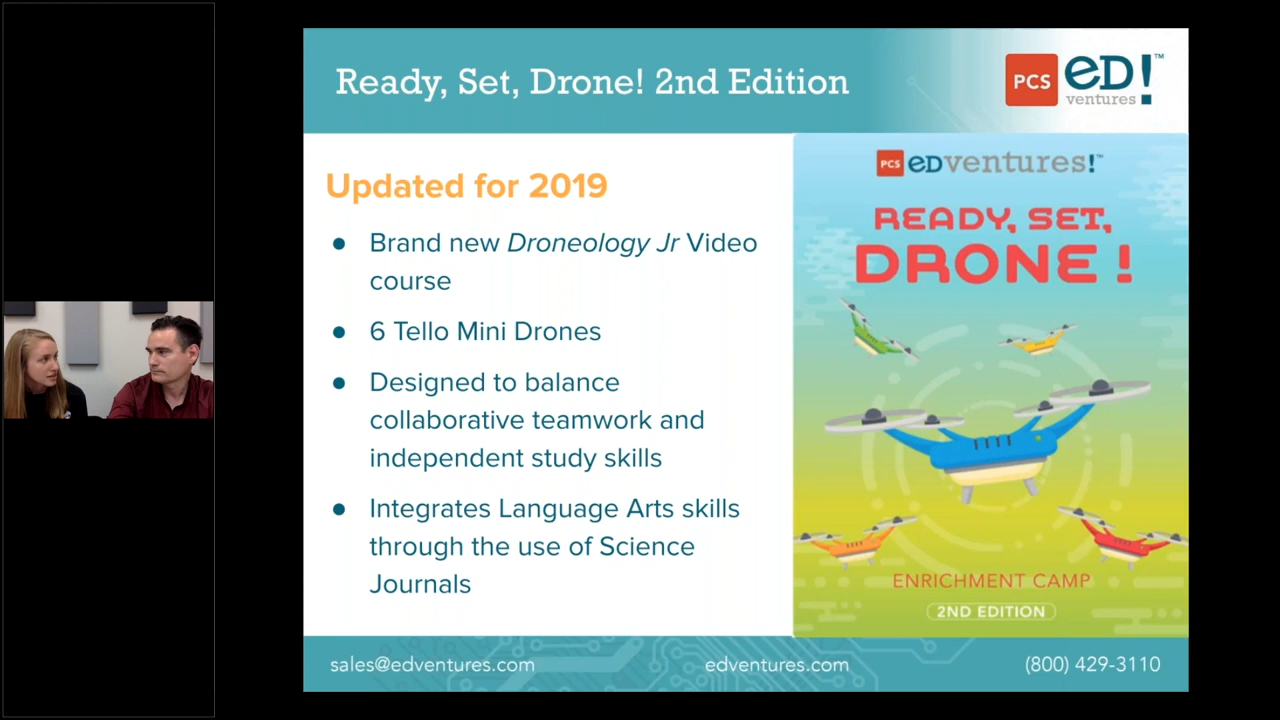 Ready, Set, Drone! 2nd Edition
PCS
ED!™
ventures
Updated for 2019
● Brand new Droneology Jr Video
course
● 6 Tello Mini Drones
● Designed to balance
collaborative teamwork and
independent study skills
● Integrates Language Arts skills
through the use of Science
Journals
PCS EDventures!™
READY, SET,
DRONE!
ENRICHMENT CAMP
2ND EDITION
sales@edventures.com
edventures.com
(800) 429-3110